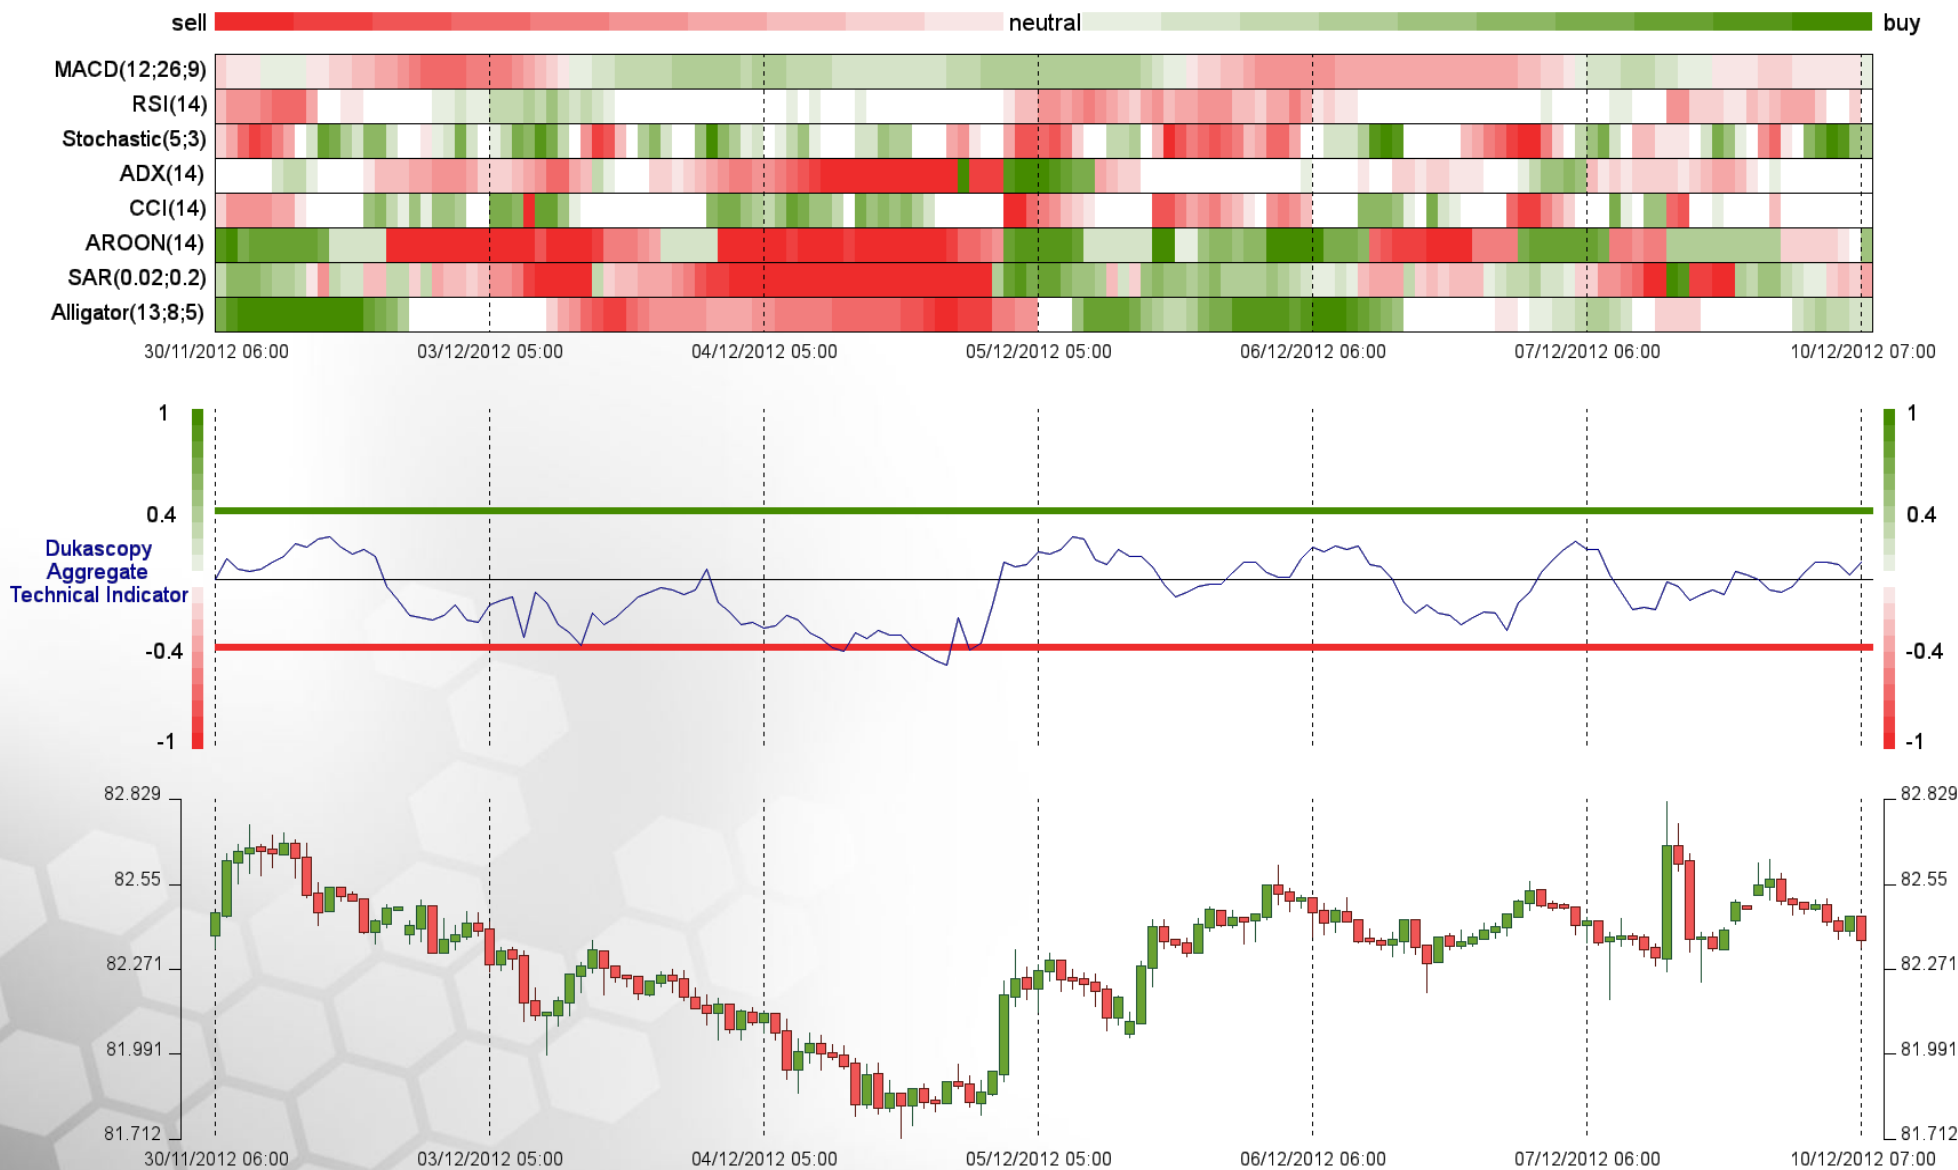 sell neutral buy
MACD(12;26;9)
RSI(14)
Stochastic(5;3)
ADX(14)
CCI(14)
AROON(14)
SAR(0.02;0.2)
Alligator(13;8;5)
30/11/2012 06:00 03/12/2012 05:00 04/12/2012 05:00 05/12/2012 05:00 06/12/2012 06:00 07/12/2012 06:00 10/12/2012 07:00
1 1
0.4 0.4
Dukascopy
Aggregate
Technical Indicator
-0.4 -0.4
-1 -1
82.829 82.829
82.55 82.55
82.271 82.271
81.991 81.991
81.712 81.712
30/11/2012 06:00 03/12/2012 05:00 04/12/2012 05:00 05/12/2012 05:00 06/12/2012 06:00 07/12/2012 06:00 10/12/2012 07:00